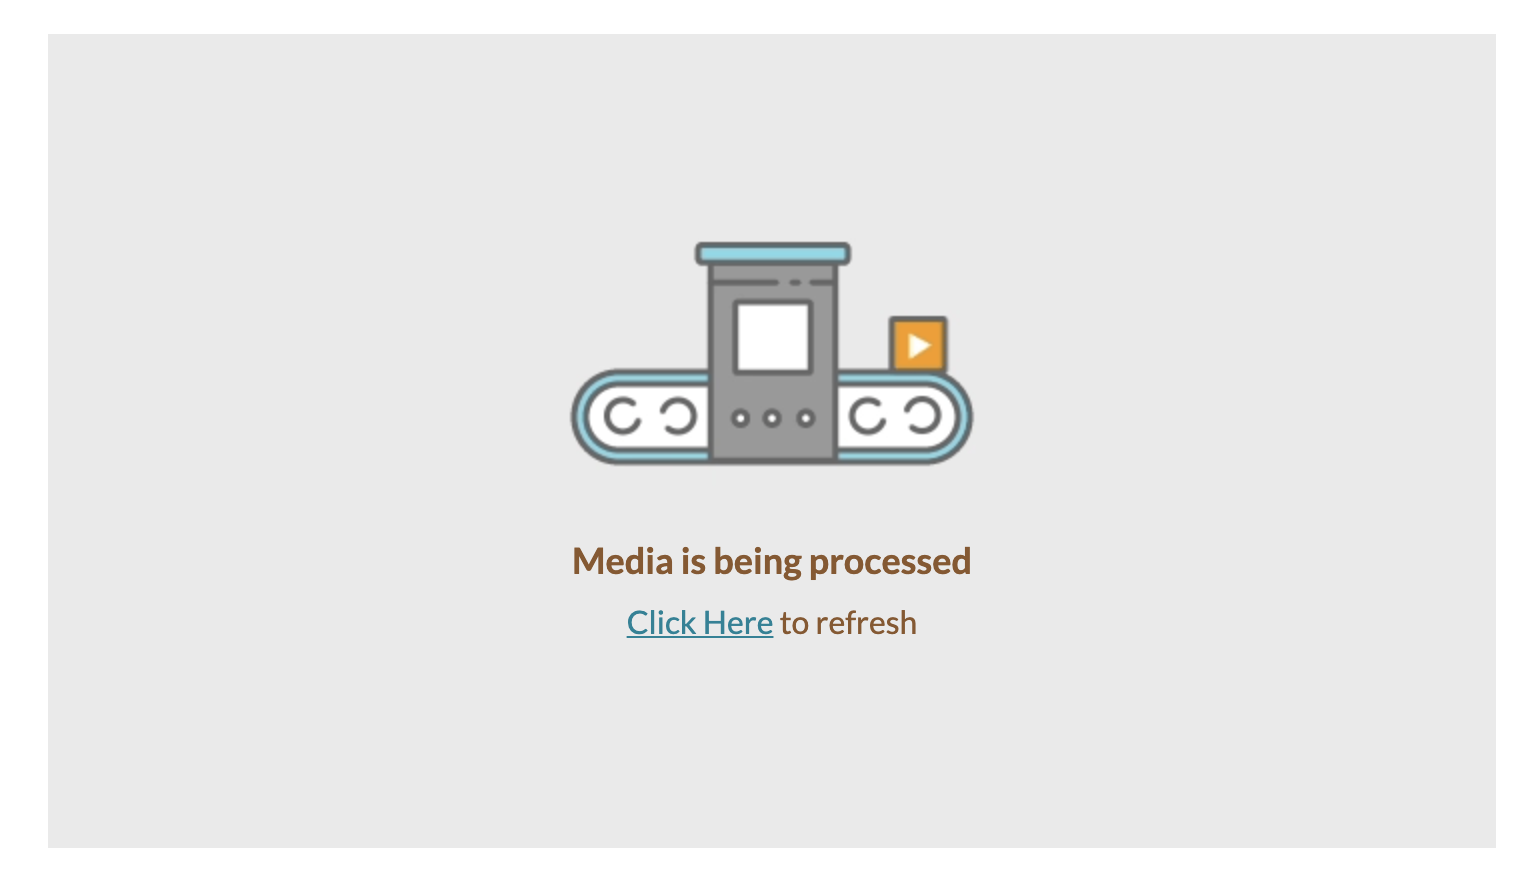 Media is being processed
Click Here to refresh